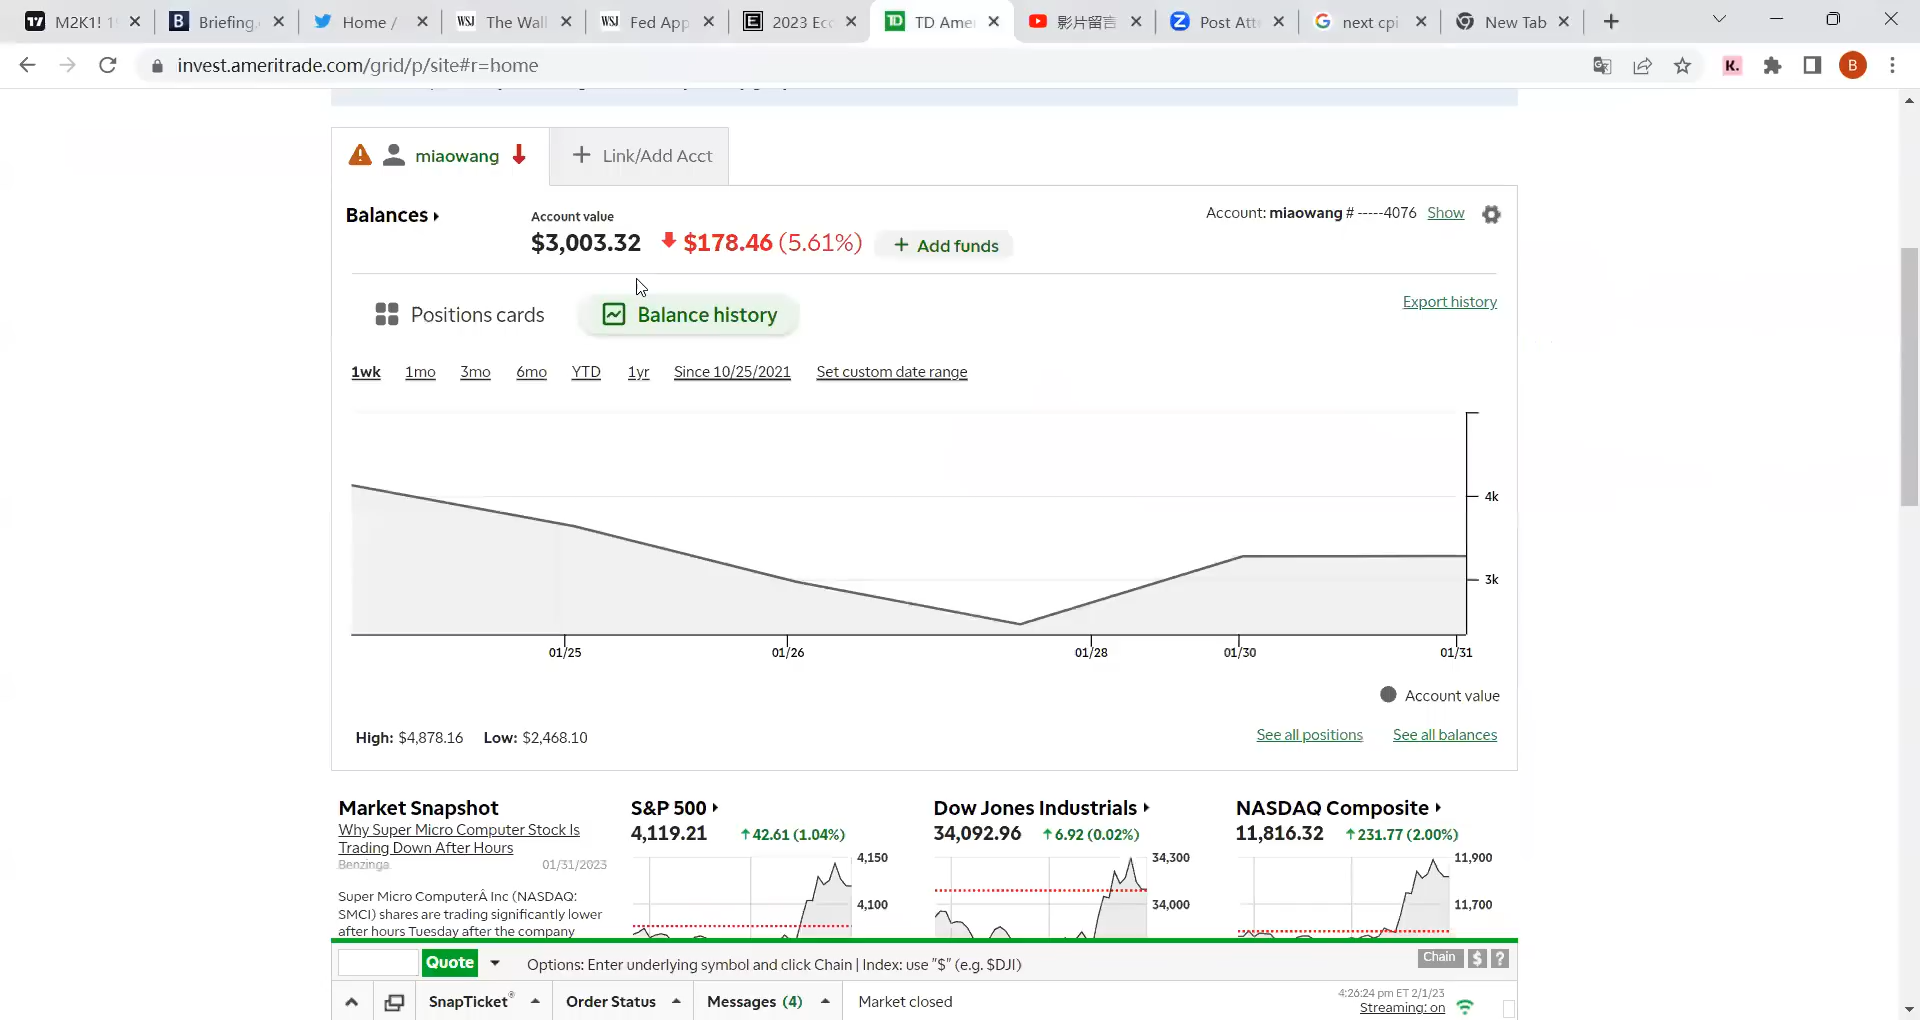 M2K1! 1
Briefing.
Home /
WSJ The Wall
WSJ Fed App
2023 Ec
TD Ame
影片留言
Post Att
next cpi
New Tab
invest.ameritrade.com/grid/p/site#r=home
K.
B
miaowang
Link/Add Acct
Balances
Account value
$3,003.32 $178.46 (5.61%)
+ Add funds
Account: miaowang # -----4076 Show
Positions cards
Balance history
Export history
1wk 1mo 3mo 6mo YTD 1yr Since 10/25/2021 Set custom date range
4k
3k
01/25 01/26 01/28 01/30 01/31
Account value
High: $4,878.16 Low: $2,468.10
See all positions See all balances
Market Snapshot
Why Super Micro Computer Stock Is
Trading Down After Hours
Benzinga 01/31/2023
Super Micro ComputerÂ Inc (NASDAQ:
SMCI) shares are trading significantly lower
after hours Tuesday after the company
S&P 500
4,119.21 42.61 (1.04%)
4,150
4,100
Dow Jones Industrials
34,092.96 6.92 (0.02%)
34,300
34,000
NASDAQ Composite
11,816.32 231.77 (2.00%)
11,900
11,700
Quote
Options: Enter underlying symbol and click Chain | Index: use "$" (e.g. $DJI)
Chain $ ?
SnapTicket®
Order Status
Messages (4)
Market closed
4:26:24 pm ET 2/1/23
Streaming: on